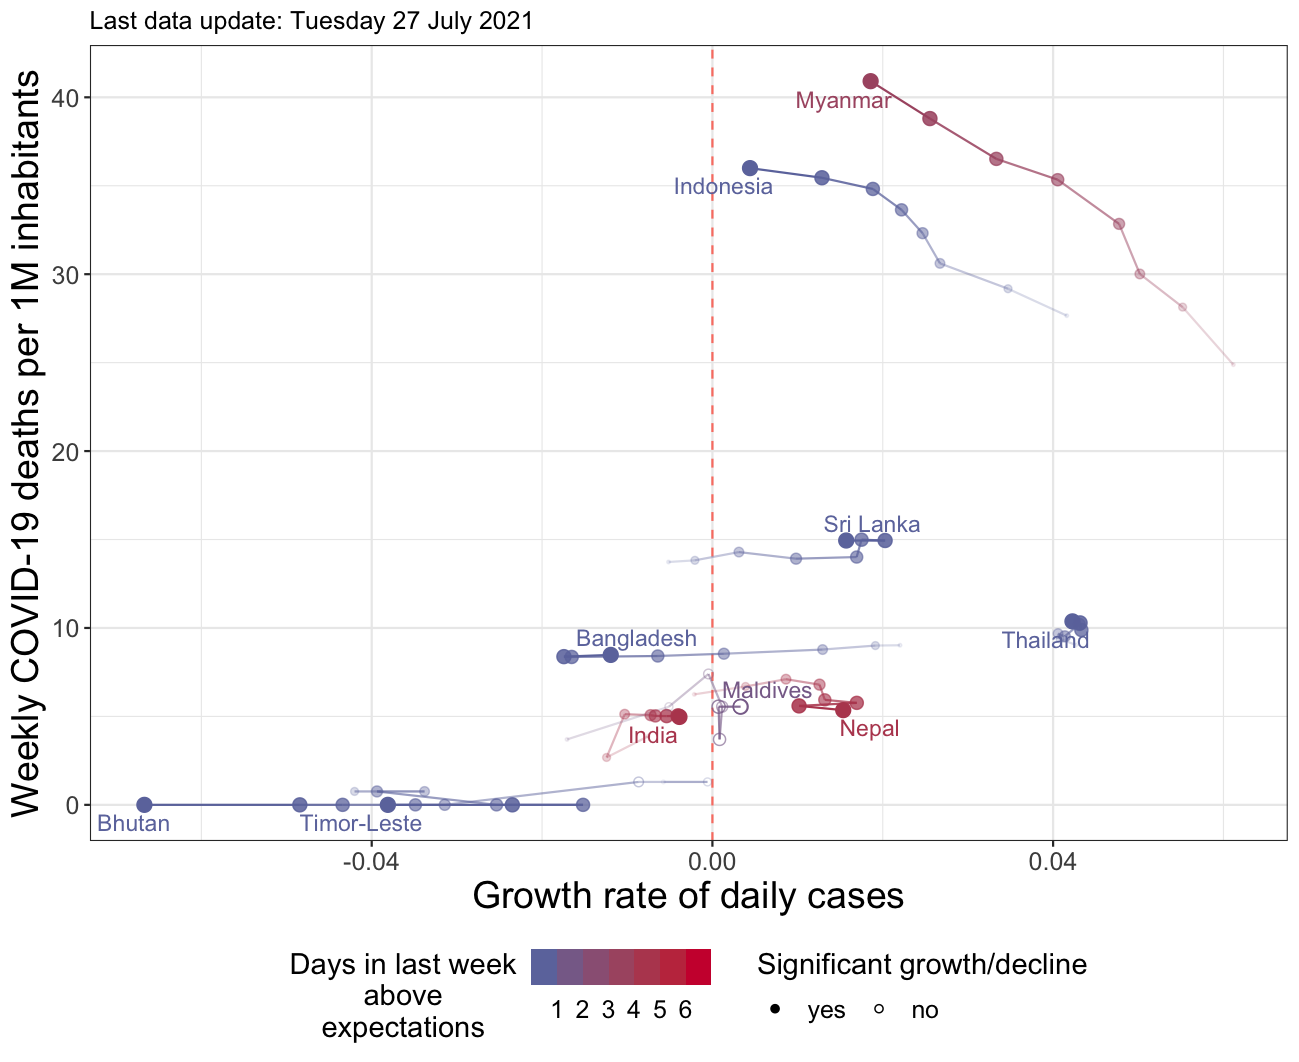 Last data update: Tuesday 27 July 2021
Weekly COVID-19 deaths per 1M inhabitants
40
30
20
10
0
Myanmar
Indonesia
Sri Lanka
Thailand
Bangladesh
Maldives
India
Nepal
Bhutan
Timor-Leste
-0.04
0.00
0.04
Growth rate of daily cases
Days in last week
above
expectations
1 2 3 4 5 6
Significant growth/decline
yes
no